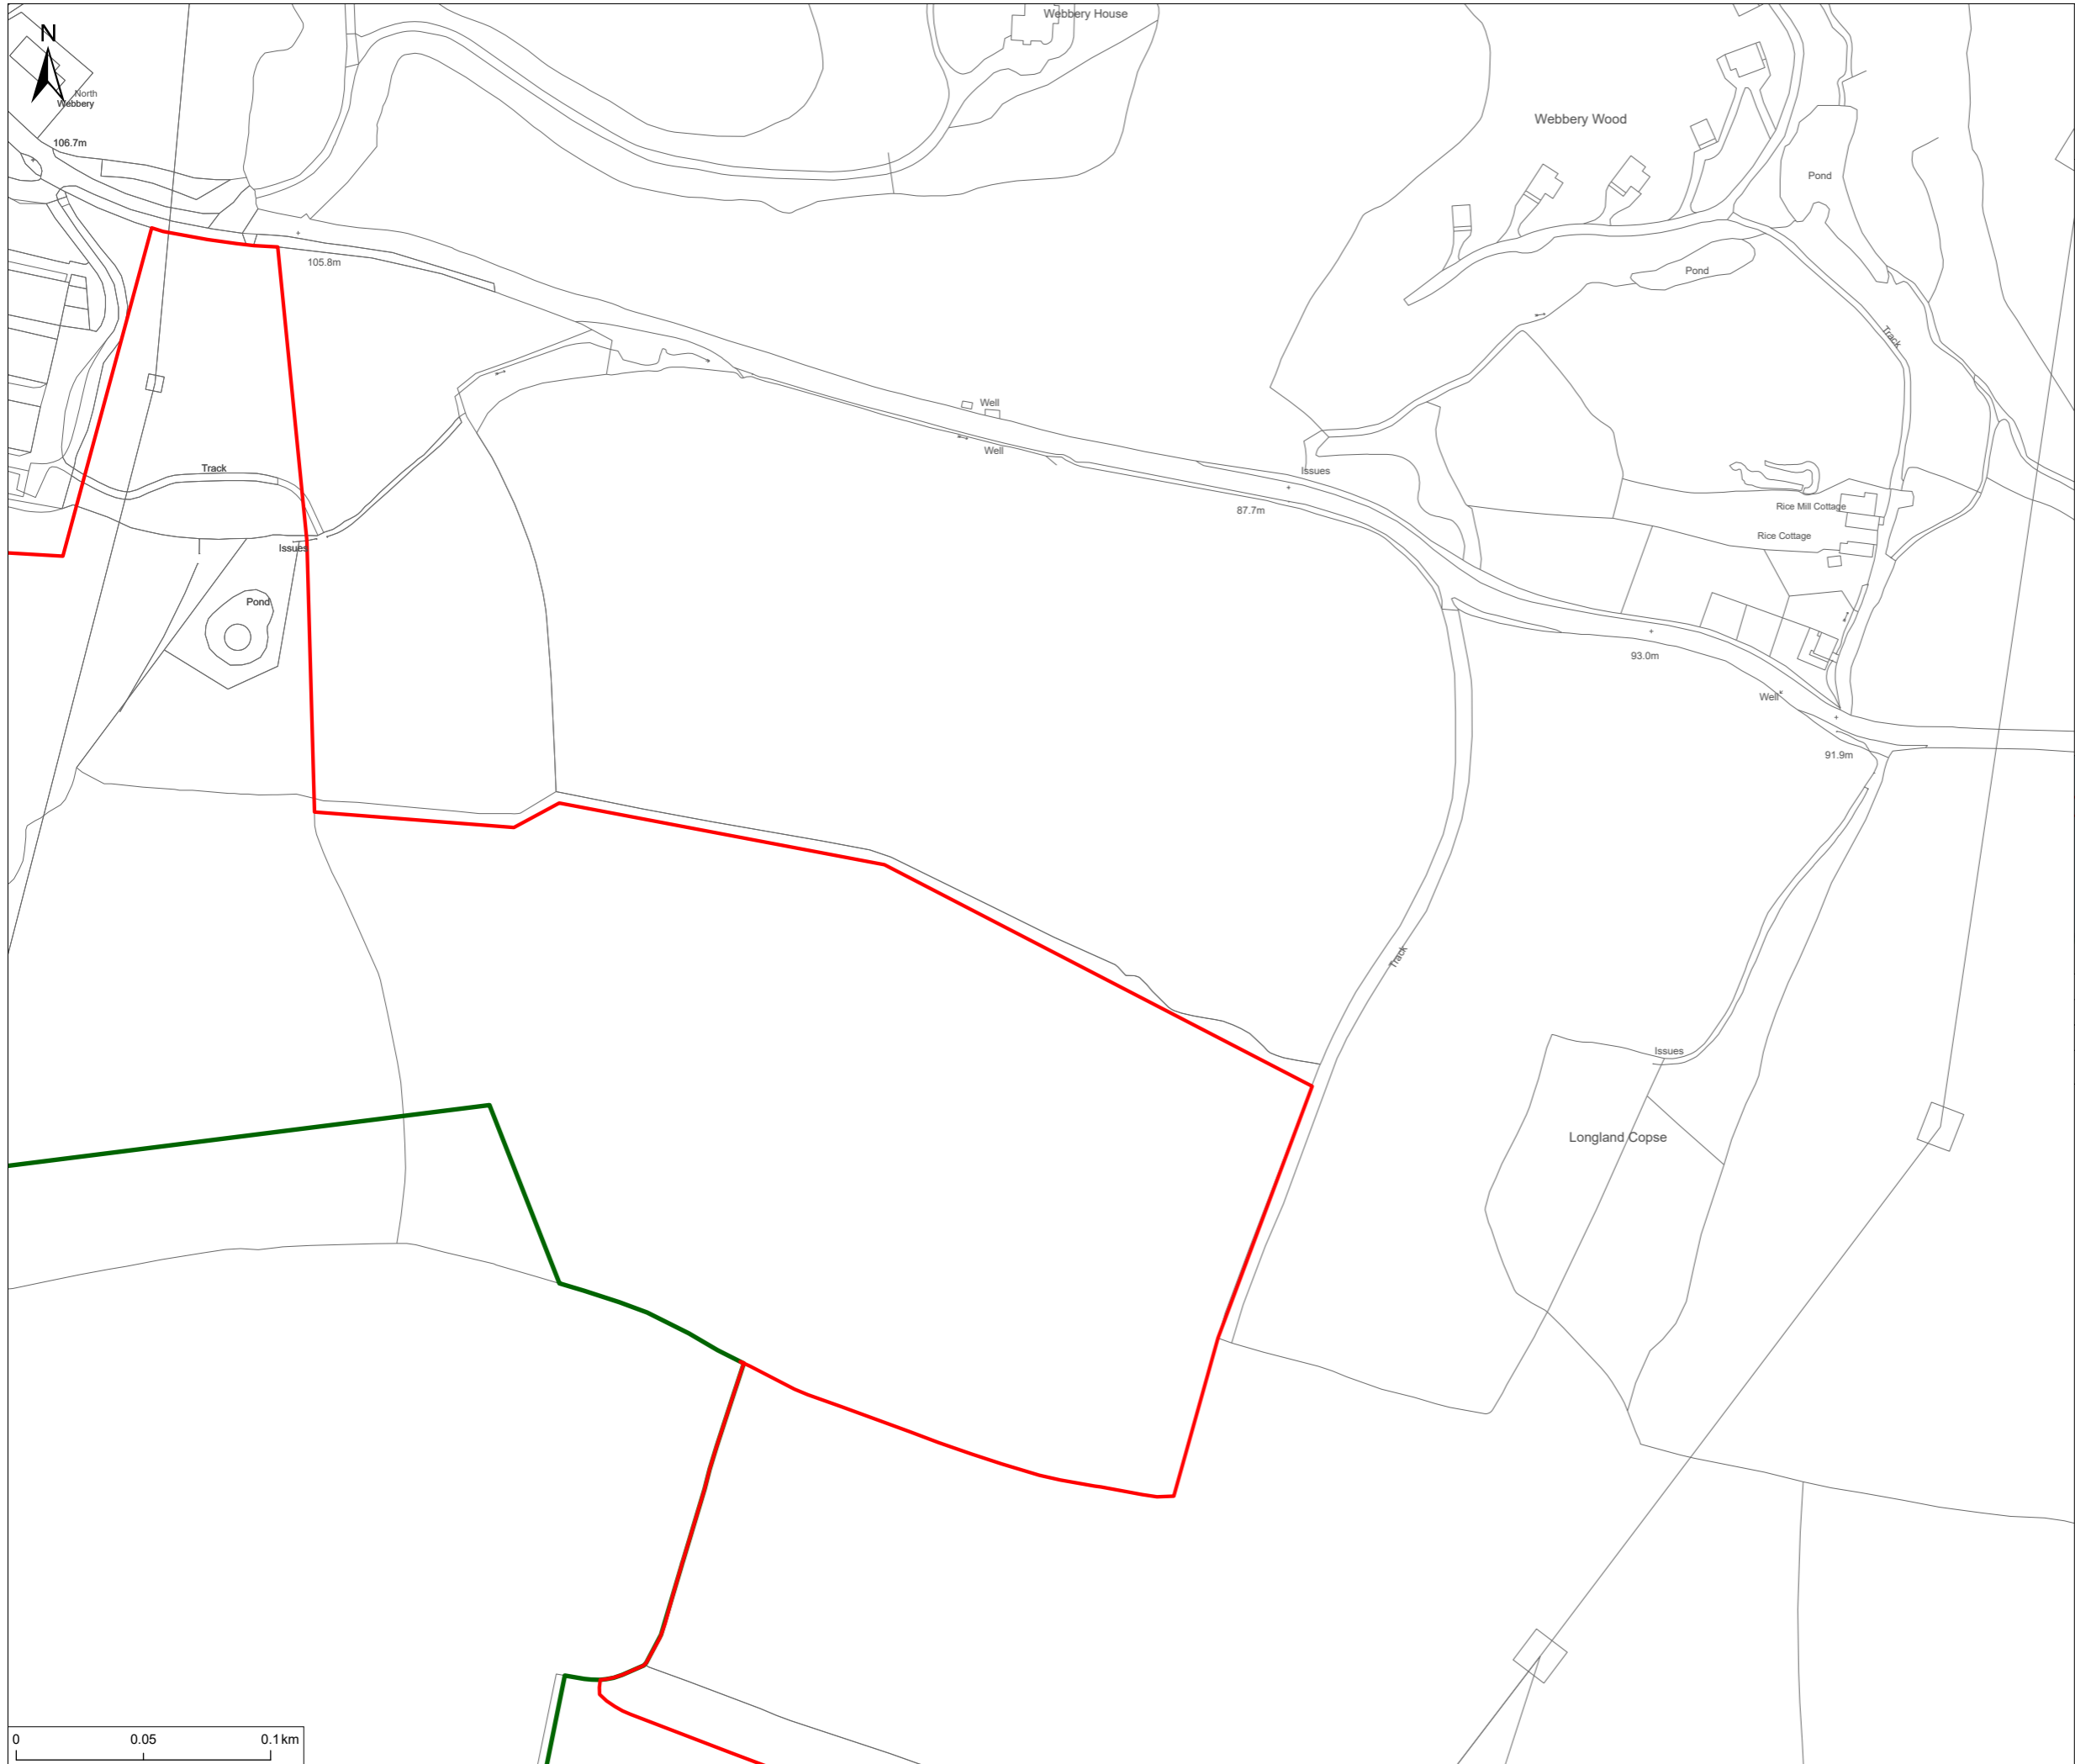 Webbery House
N
North
Webbery
106.7m
Webbery Wood
Pond
105.8m
Pond
Track
Well
Well
Track
Issues
87.7m
Rice Mill Cottage
Rice Cottage
Issues
Pond
93.0m
Well
91.9m
Track
Issues
Longland Copse
0
0.05
0.1km